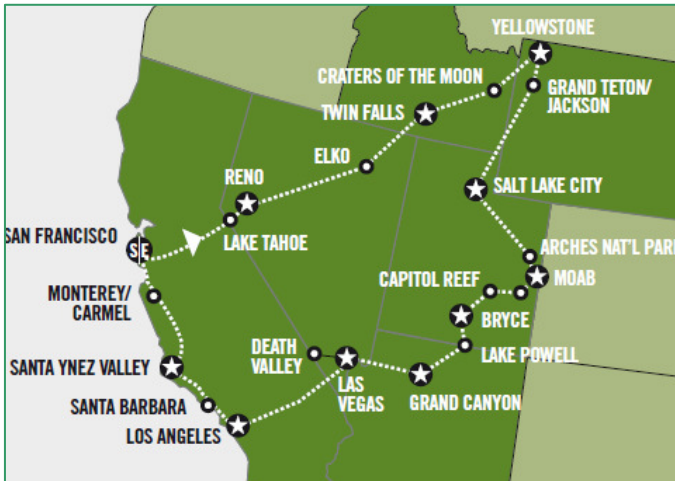 YELLOWSTONE
CRATERS OF THE MOON
GRAND TETON/
JACKSON
TWIN FALLS
ELKO
RENO
SALT LAKE CITY
SAN FRANCISCO
SE
LAKE TAHOE
ARCHES NAT'L PARK
CAPITOL REEF
MOAB
MONTEREY/
CARMEL
BRYCE
DEATH
VALLEY
LAKE POWELL
SANTA YNEZ VALLEY
LAS
VEGAS
GRAND CANYON
SANTA BARBARA
LOS ANGELES